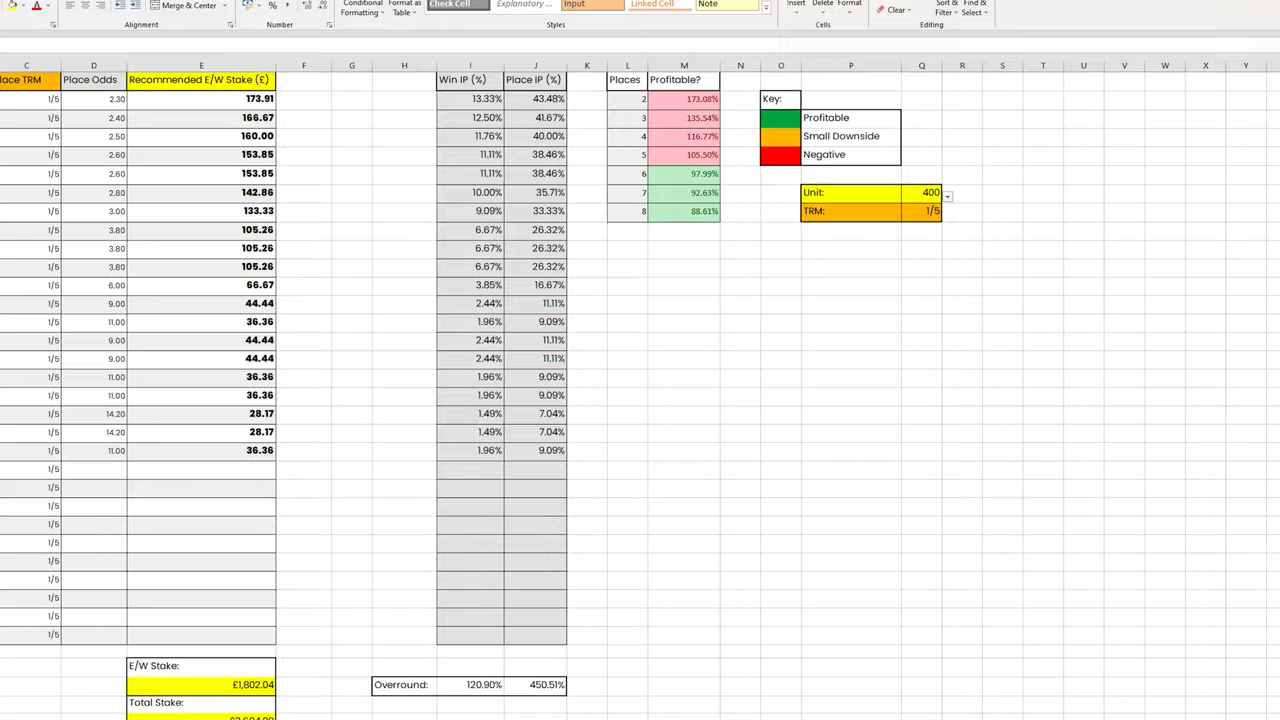 Check Cell Explanatory ... Input Linked Cell Note
Merge & Center % Conditional Formatting Format as Table Insert Delete Format Clear Sort & Filter Find & Select
Alignment Number Styles Cells Editing
C D E F G H I J K L M N O P Q R S T U V W X Y
lace TRM Place Odds Recommended E/W Stake (£) Win IP (%) Place IP (%) Places Profitable?
1/5 2.30 173.91 13.33% 43.48% 2 173.08% Key:
1/5 2.40 166.67 12.50% 41.67% 3 135.54% Profitable
1/5 2.50 160.00 11.76% 40.00% 4 116.77% Small Downside
1/5 2.60 153.85 11.11% 38.46% 5 105.50% Negative
1/5 2.60 153.85 11.11% 38.46% 6 97.99%
1/5 2.80 142.86 10.00% 35.71% 7 92.63% Unit: 400
1/5 3.00 133.33 9.09% 33.33% 8 88.61% TRM: 1/5
1/5 3.80 105.26 6.67% 26.32%
1/5 3.80 105.26 6.67% 26.32%
1/5 3.80 105.26 6.67% 26.32%
1/5 6.00 66.67 3.85% 16.67%
1/5 9.00 44.44 2.44% 11.11%
1/5 11.00 36.36 1.96% 9.09%
1/5 9.00 44.44 2.44% 11.11%
1/5 9.00 44.44 2.44% 11.11%
1/5 11.00 36.36 1.96% 9.09%
1/5 11.00 36.36 1.96% 9.09%
1/5 14.20 28.17 1.49% 7.04%
1/5 14.20 28.17 1.49% 7.04%
1/5 11.00 36.36 1.96% 9.09%
1/5
1/5
1/5
1/5
1/5
1/5
1/5
1/5
1/5
1/5
E/W Stake:
£1,802.04 Overround: 120.90% 450.51%
Total Stake: